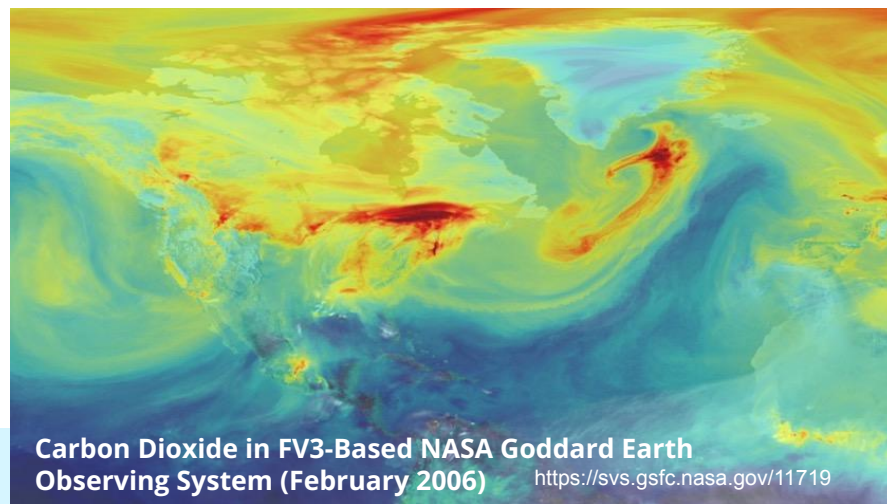 Carbon Dioxide in FV3-Based NASA Goddard Earth
Observing System (February 2006) https://svs.gsfc.nasa.gov/11719